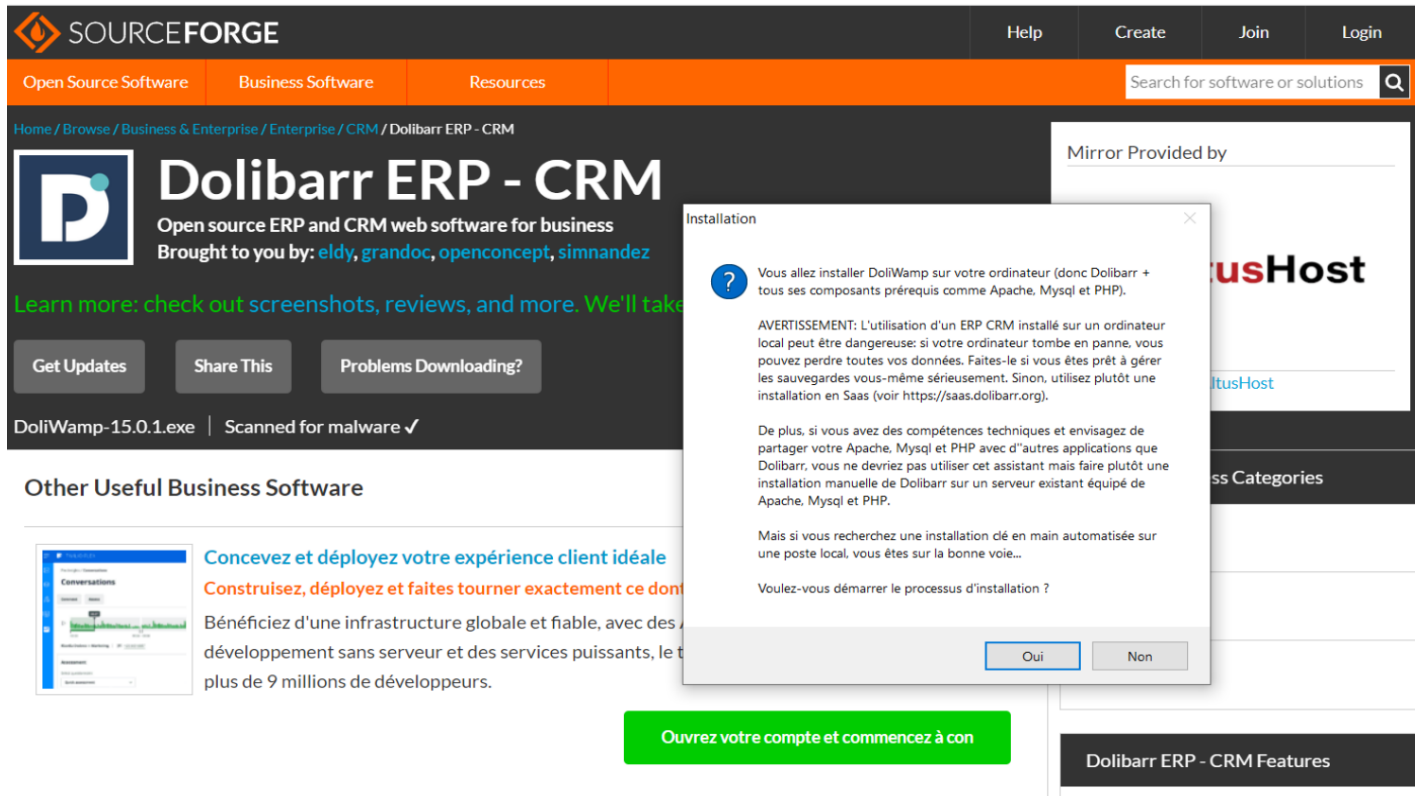 SOURCEFORGE
Help
Create
Join
Login
Open Source Software
Business Software
Resources
Search for software or solutions
Home / Browse / Business & Enterprise / Enterprise / CRM / Dolibarr ERP - CRM
Dolibarr ERP - CRM
Open source ERP and CRM web software for business
Brought to you by: eldy, grandoc, openconcept, simnandez
Learn more: check out screenshots, reviews, and more. We'll take
Get Updates
Share This
Problems Downloading?
DoliWamp-15.0.1.exe | Scanned for malware ✓
Mirror Provided by
tusHost
ltusHost
Installation
?
Vous allez installer DoliWamp sur votre ordinateur (donc Dolibarr +
tous ses composants prérequis comme Apache, Mysql et PHP).
AVERTISSEMENT: L'utilisation d'un ERP CRM installé sur un ordinateur
local peut être dangereuse: si votre ordinateur tombe en panne, vous
pouvez perdre toutes vos données. Faites-le si vous êtes prêt à gérer
les sauvegardes vous-même sérieusement. Sinon, utilisez plutôt une
installation en Saas (voir https://saas.dolibarr.org).
De plus, si vous avez des compétences techniques et envisagez de
partager votre Apache, Mysql et PHP avec d''autres applications que
Dolibarr, vous ne devriez pas utiliser cet assistant mais faire plutôt une
installation manuelle de Dolibarr sur un serveur existant équipé de
Apache, Mysql et PHP.
Mais si vous recherchez une installation clé en main automatisée sur
une poste local, vous êtes sur la bonne voie...
Voulez-vous démarrer le processus d'installation ?
Oui
Non
Other Useful Business Software
Conversations
Concevez et déployez votre expérience client idéale
Construisez, déployez et faites tourner exactement ce dont
Bénéficiez d'une infrastructure globale et fiable, avec des
développement sans serveur et des services puissants, le t
plus de 9 millions de développeurs.
Ouvrez votre compte et commencez à con
ss Categories
Dolibarr ERP - CRM Features